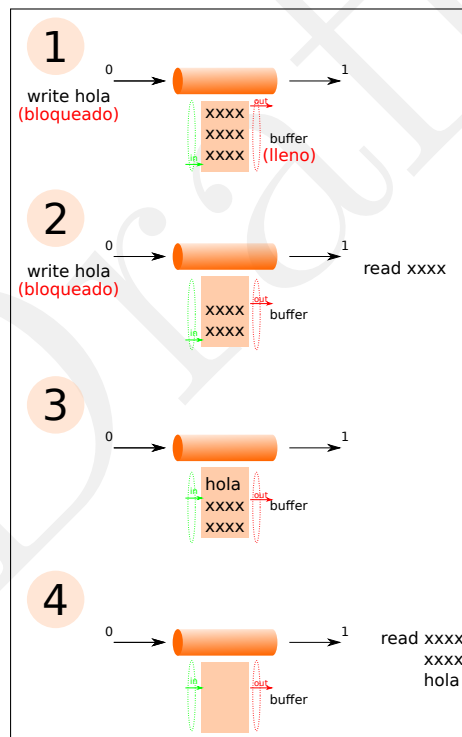 1
0
1
write hola
(bloqueado)
out
xxxx
xxxx
xxxx
buffer
(lleno)
in
2
0
1
write hola
(bloqueado)
read xxxx
out
xxxx
xxxx
buffer
in
3
0
1
in
hola
out
xxxx
xxxx
buffer
4
0
1
read xxxx
xxxx
hola
in
out
buffer
Draft